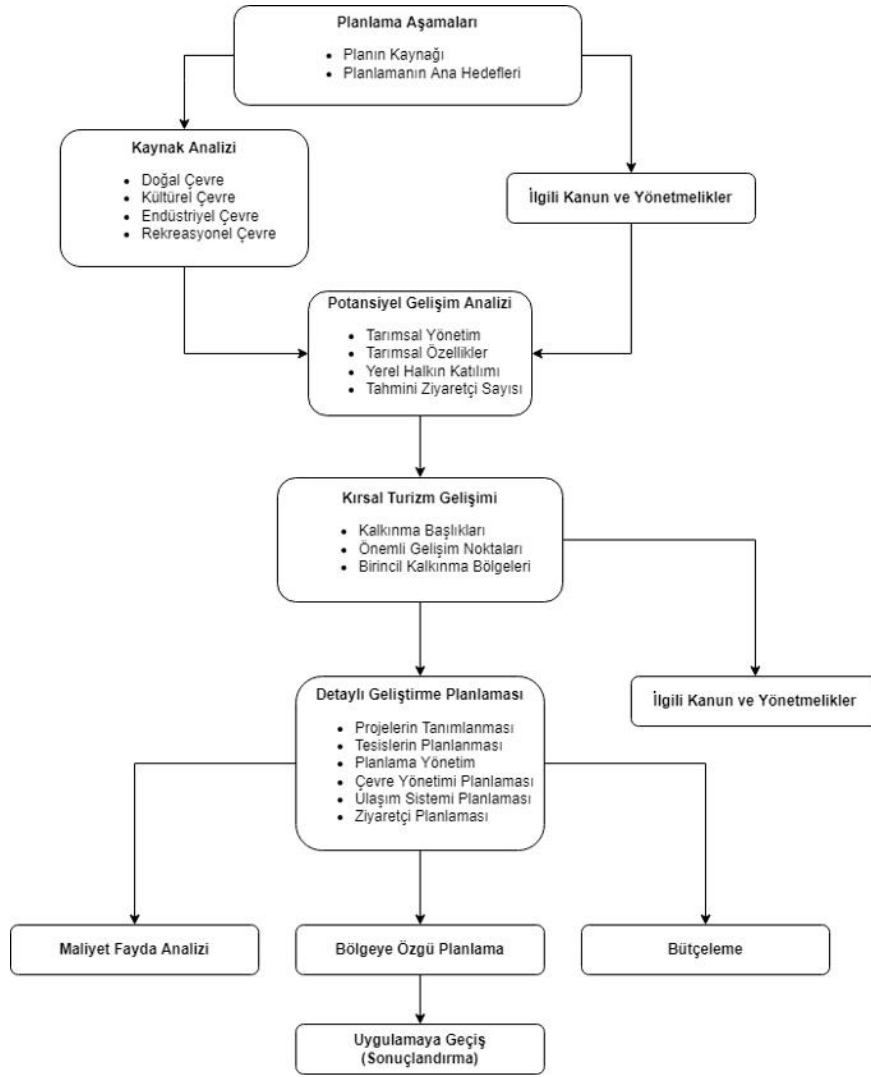 Planlama Aşamaları
• Planın Kaynağı
• Planlamanın Ana Hedefleri
Kaynak Analizi
• Doğal Çevre
• Kültürel Çevre
• Endüstriyel Çevre
• Rekreasyonel Çevre
İlgili Kanun ve Yönetmelikler
Potansiyel Gelişim Analizi
• Tarımsal Yönetim
• Tarımsal Özellikler
• Yerel Halkın Katılımı
• Tahmini Ziyaretçi Sayısı
Kırsal Turizm Gelişimi
• Kalkınma Başlıkları
• Önemli Gelişim Noktaları
• Birincil Kalkınma Bölgeleri
İlgili Kanun ve Yönetmelikler
Detaylı Geliştirme Planlaması
• Projelerin Tanımlanması
• Tesislerin Planlanması
• Planlama Yönetim
• Çevre Yönetimi Planlaması
• Ulaşım Sistemi Planlaması
• Ziyaretçi Planlaması
Maliyet Fayda Analizi
Bölgeye Özgü Planlama
Bütçeleme
Uygulamaya Geçiş
(Sonuçlandırma)